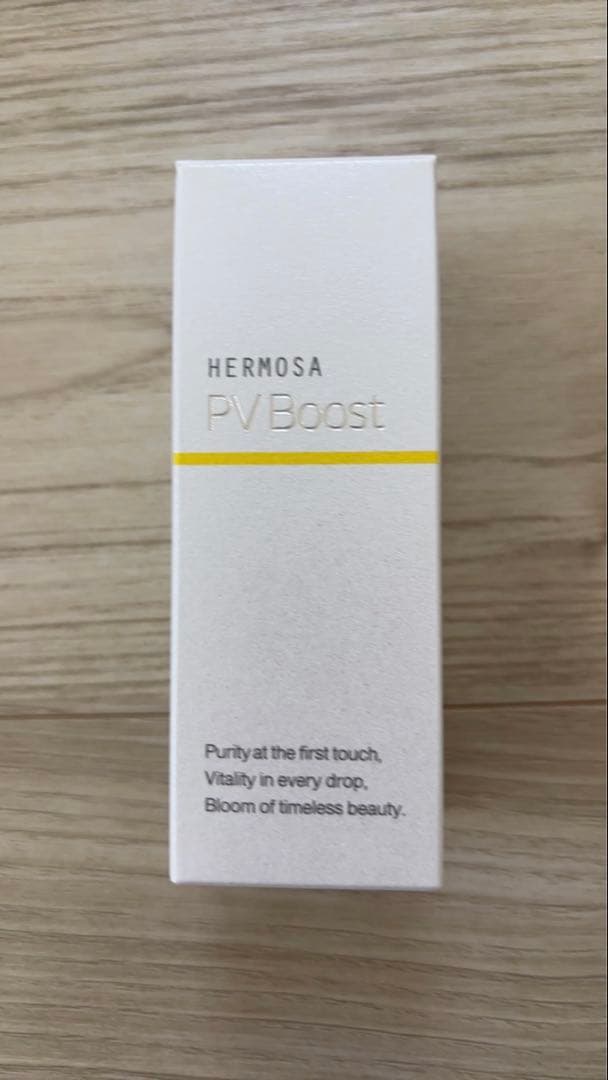 HERMOSA
PV Boost
Purity at the first touch,
Vitality in every drop,
Bloom of timeless beauty.